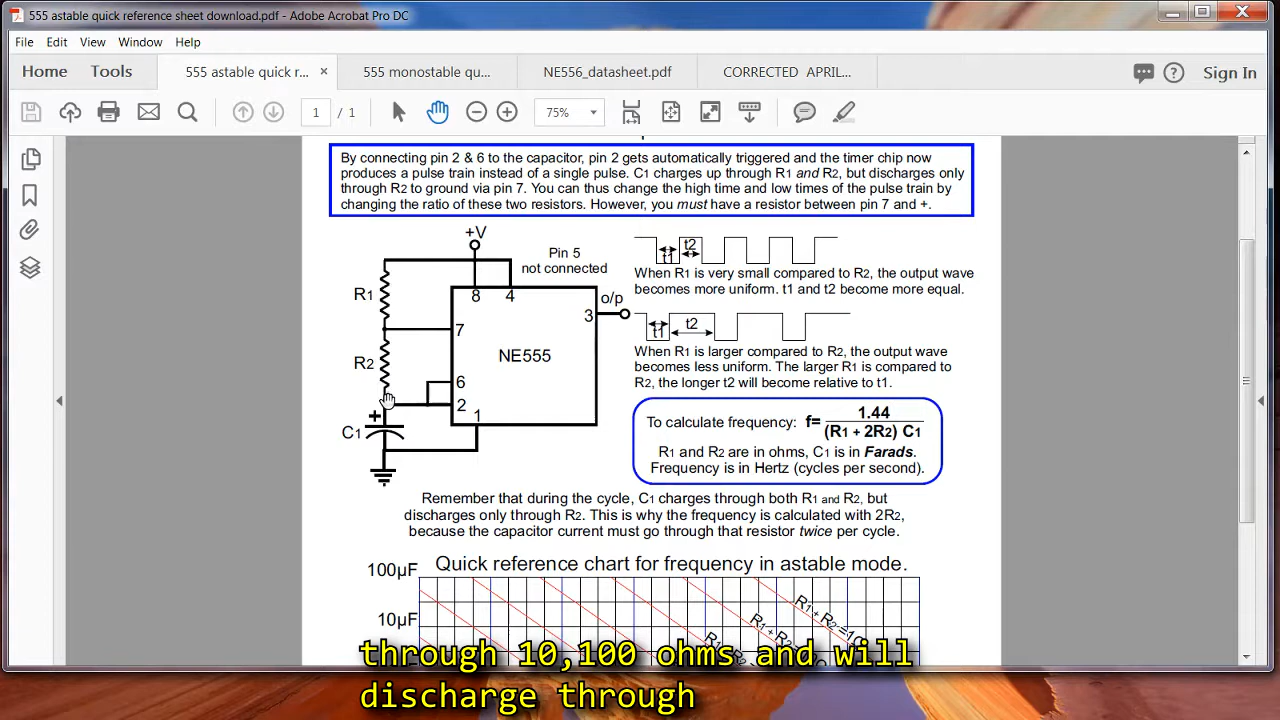 555 astable quick reference sheet download.pdf - Adobe Acrobat Pro DC
File Edit View Window Help
Home Tools 555 astable quick r... × 555 monostable qu... NE556_datasheet.pdf CORRECTED APRIL... Sign In
1 / 1 75%
By connecting pin 2 & 6 to the capacitor, pin 2 gets automatically triggered and the timer chip now
produces a pulse train instead of a single pulse. C1 charges up through R1 and R2, but discharges only
through R2 to ground via pin 7. You can thus change the high time and low times of the pulse train by
changing the ratio of these two resistors. However, you must have a resistor between pin 7 and +.
+V
Pin 5
not connected
R1
8 4
o/p
7
3
R2
NE555
6
2
+
1
C1
t1 t2
When R1 is very small compared to R2, the output wave
becomes more uniform. t1 and t2 become more equal.
t1 t2
When R1 is larger compared to R2, the output wave
becomes less uniform. The larger R1 is compared to
R2, the longer t2 will become relative to t1.
To calculate frequency: f= 1.44
(R1 + 2R2) C1
R1 and R2 are in ohms, C1 is in Farads.
Frequency is in Hertz (cycles per second).
Remember that during the cycle, C1 charges through both R1 and R2, but
discharges only through R2. This is why the frequency is calculated with 2R2,
because the capacitor current must go through that resistor twice per cycle.
Quick reference chart for frequency in astable mode.
100µF
10µF
R1 + R2 =10
R1 + R2
R1
through 10,100 ohms and will
discharge through